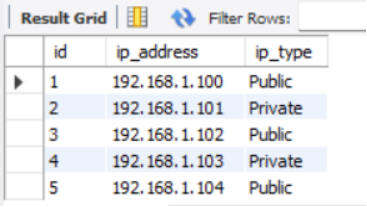 Result Grid Filter Rows:
id ip_address ip_type
1 192.168.1.100 Public
2 192.168.1.101 Private
3 192.168.1.102 Public
4 192.168.1.103 Private
5 192.168.1.104 Public